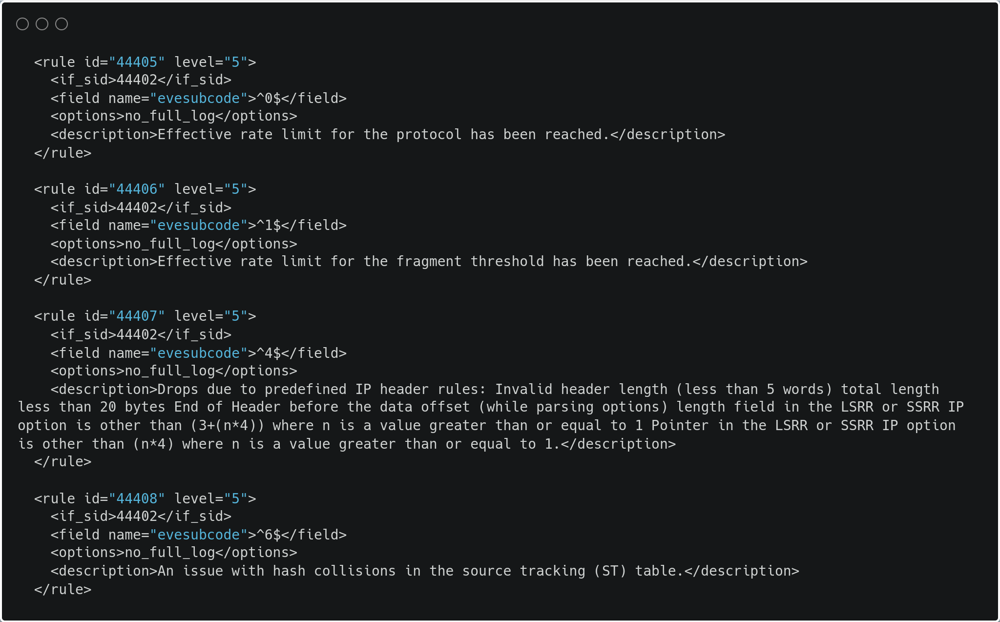 <rule id="44405" level="5">
<if_sid>44402</if_sid>
<field name="evesubcode">^0$</field>
<options>no_full_log</options>
<description>Effective rate limit for the protocol has been reached.</description>
</rule>
<rule id="44406" level="5">
<if_sid>44402</if_sid>
<field name="evesubcode">^1$</field>
<options>no_full_log</options>
<description>Effective rate limit for the fragment threshold has been reached.</description>
</rule>
<rule id="44407" level="5">
<if_sid>44402</if_sid>
<field name="evesubcode">^4$</field>
<options>no_full_log</options>
<description>Drops due to predefined IP header rules: Invalid header length (less than 5 words) total length
less than 20 bytes End of Header before the data offset (while parsing options) length field in the LSRR or SSRR IP
option is other than (3+(n*4)) where n is a value greater than or equal to 1 Pointer in the LSRR or SSRR IP option
is other than (n*4) where n is a value greater than or equal to 1.</description>
</rule>
<rule id="44408" level="5">
<if_sid>44402</if_sid>
<field name="evesubcode">^6$</field>
<options>no_full_log</options>
<description>An issue with hash collisions in the source tracking (ST) table.</description>
</rule>